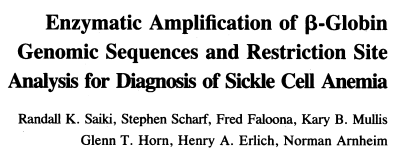 Enzymatic Amplification of β-Globin
Genomic Sequences and Restriction Site
Analysis for Diagnosis of Sickle Cell Anemia
Randall K. Saiki, Stephen Scharf, Fred Faloona, Kary B. Mullis
Glenn T. Horn, Henry A. Erlich, Norman Arnheim